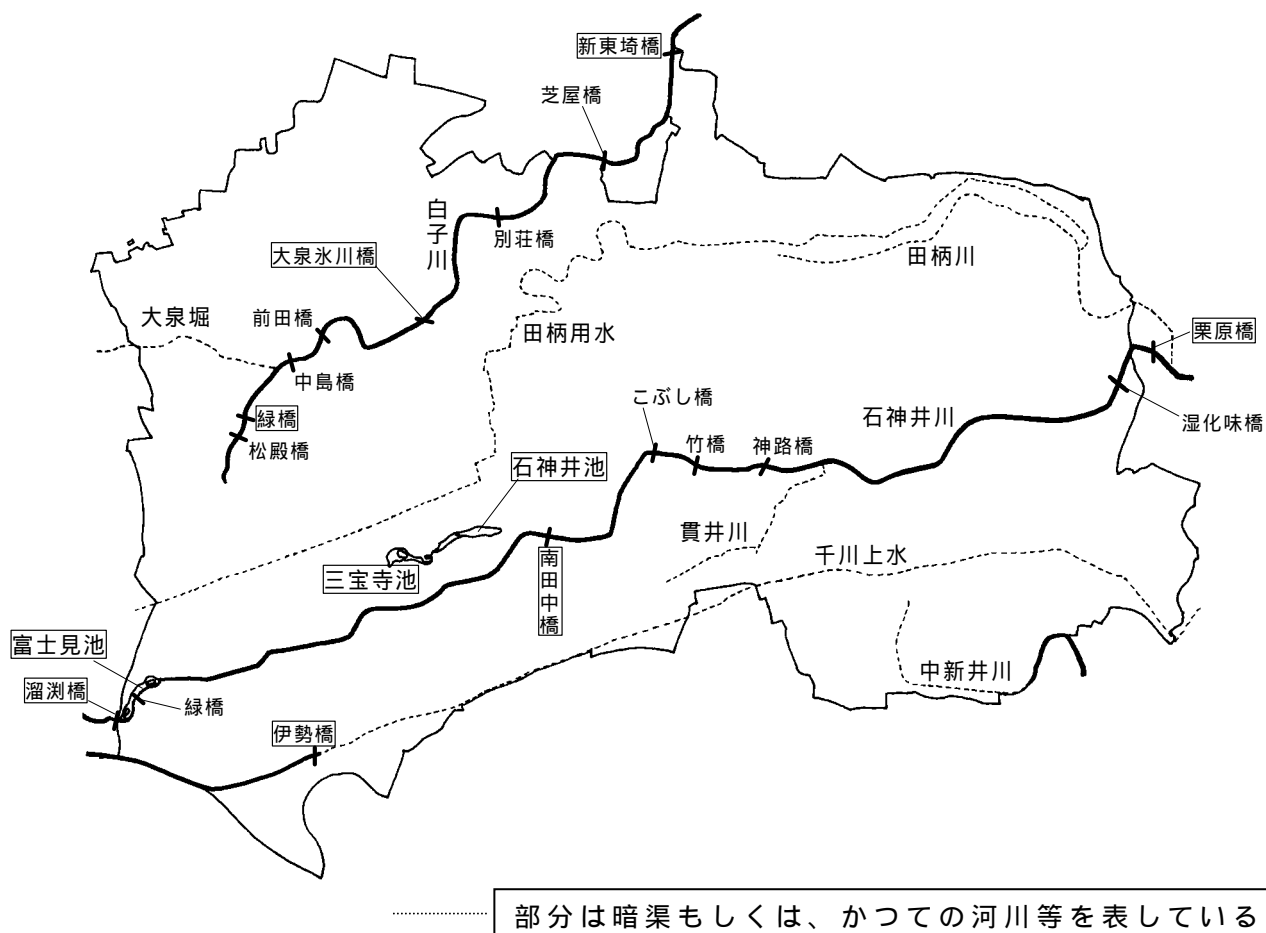 新東埼橋
芝屋橋
白子川
別荘橋
大泉氷川橋
田柄川
大泉堀
前田橋
田柄用水
栗原橋
中島橋
こぶし橋
石神井川
緑橋
湿化味橋
松殿橋
竹橋
神路橋
石神井池
貫井川
千川上水
三宝寺池
南田中橋
富士見池
中新井川
溜渕橋
緑橋
伊勢橋
部分は暗渠もしくは、かつての河川等を表している